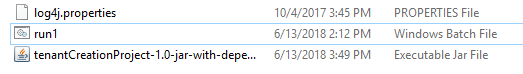 log4j.properties 10/4/2017 3:45 PM PROPERTIES File
run1 6/13/2018 2:12 PM Windows Batch File
tenantCreationProject-1.0-jar-with-depe... 6/13/2018 3:49 PM Executable Jar File